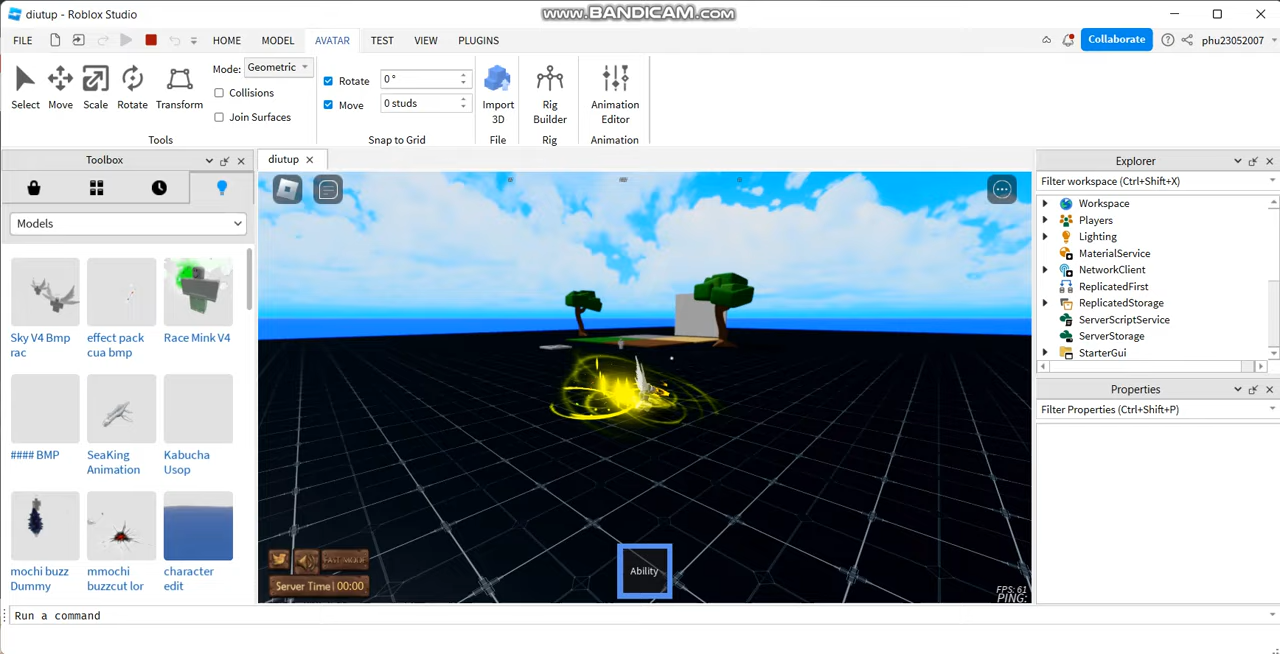 www.BANDICAM.com
diutup - Roblox Studio
FILE
HOME
MODEL
AVATAR
TEST
VIEW
PLUGINS
Collaborate
phu23052007
Select
Move
Scale
Rotate
Transform
Mode:
Geometric
Collisions
Join Surfaces
Tools
Rotate
0 °
Move
0 studs
Snap to Grid
Import
3D
File
Rig
Builder
Rig
Animation
Editor
Animation
Toolbox
Models
Sky V4 Bmp
rac
effect pack
cua bmp
Race Mink V4
#### BMP
SeaKing
Animation
Kabucha
Usop
mochi buzz
Dummy
mmochi
buzzcut lor
character
edit
diutup
FAST MODE
Server Time | 00:00
Ability
FPS: 61
PING:
Explorer
Filter workspace (Ctrl+Shift+X)
Workspace
Players
Lighting
MaterialService
NetworkClient
ReplicatedFirst
ReplicatedStorage
ServerScriptService
ServerStorage
StarterGui
Properties
Filter Properties (Ctrl+Shift+P)
Run a command